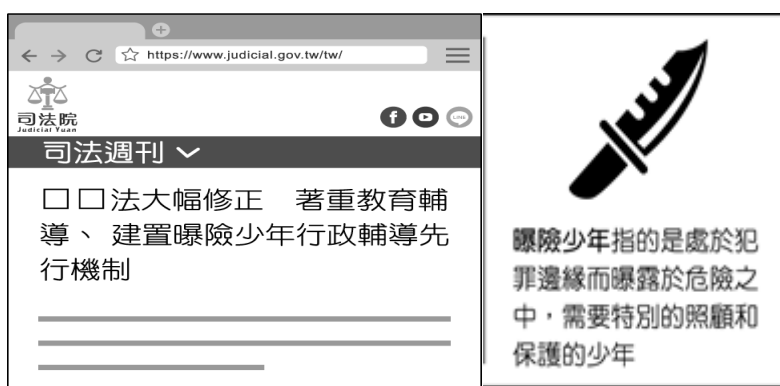 https://www.judicial.gov.tw/tw/
司法院
Judicial Yuan
司法週刊
□□法大幅修正　著重教育輔
導、建置曝險少年行政輔導先
行機制
曝險少年指的是處於犯
罪邊緣而曝露於危險之
中，需要特別的照顧和
保護的少年